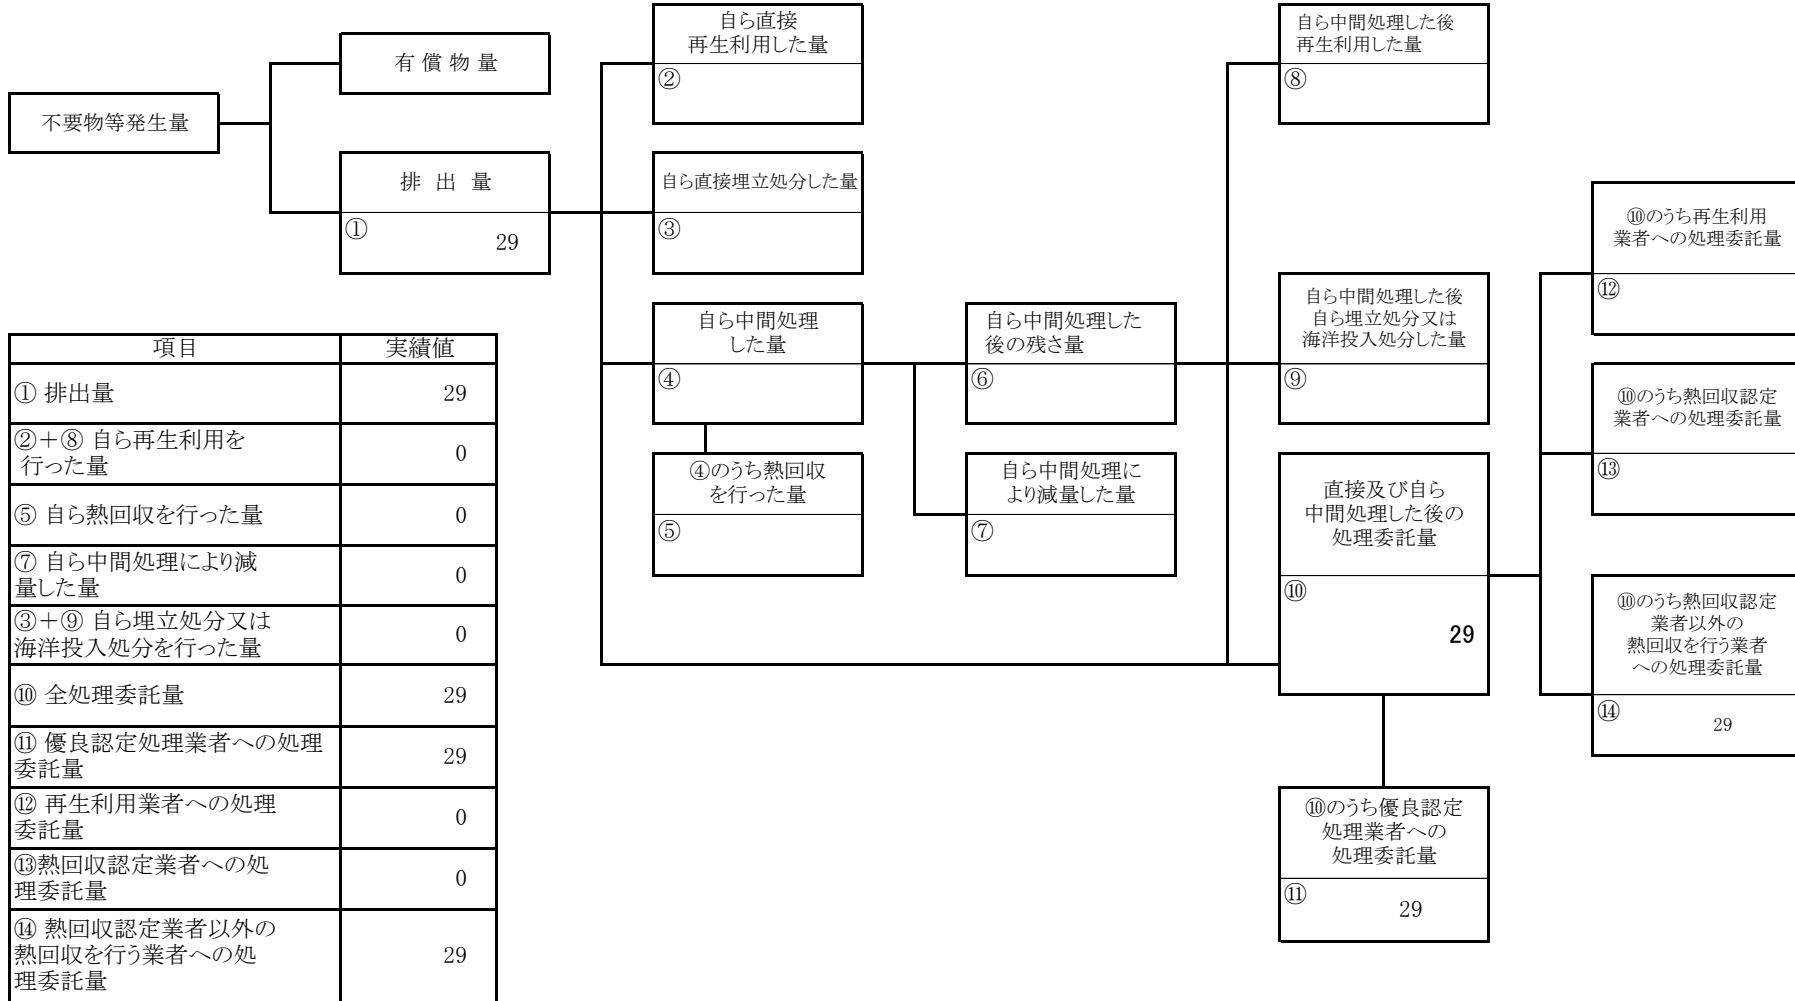 不要物等発生量
有 償 物 量
排 出 量
①
29
自ら直接
再生利用した量
②
自ら直接埋立処分した量
③
自ら中間処理
した量
④
④のうち熱回収
を行った量
⑤
自ら中間処理した
後の残さ量
⑥
自ら中間処理に
より減量した量
⑦
自ら中間処理した後
再生利用した量
⑧
自ら中間処理した後
自ら埋立処分又は
海洋投入処分した量
⑨
直接及び自ら
中間処理した後の
処理委託量
⑩
29
⑩のうち優良認定
処理業者への
処理委託量
⑪
29
⑩のうち再生利用
業者への処理委託量
⑫
⑩のうち熱回収認定
業者への処理委託量
⑬
⑩のうち熱回収認定
業者以外の
熱回収を行う業者
への処理委託量
⑭
29
項目 実績値
① 排出量 29
②+⑧ 自ら再生利用を
行った量 0
⑤ 自ら熱回収を行った量 0
⑦ 自ら中間処理により減
量した量 0
③+⑨ 自ら埋立処分又は
海洋投入処分を行った量 0
⑩ 全処理委託量 29
⑪ 優良認定処理業者への処理
委託量 29
⑫ 再生利用業者への処理
委託量 0
⑬熱回収認定業者への処
理委託量 0
⑭ 熱回収認定業者以外の
熱回収を行う業者への処
理委託量 29